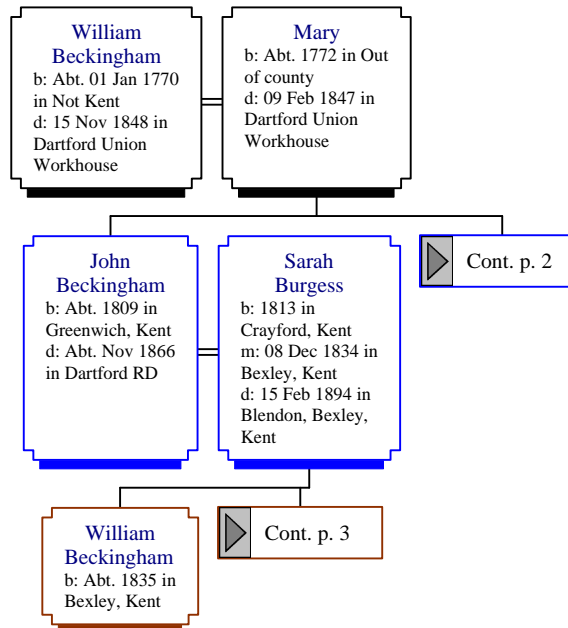 William
Beckingham
b: Abt. 01 Jan 1770
in Not Kent
d: 15 Nov 1848 in
Dartford Union
Workhouse
Mary
b: Abt. 1772 in Out
of county
d: 09 Feb 1847 in
Dartford Union
Workhouse
John
Beckingham
b: Abt. 1809 in
Greenwich, Kent
d: Abt. Nov 1866
in Dartford RD
Sarah
Burgess
b: 1813 in
Crayford, Kent
m: 08 Dec 1834 in
Bexley, Kent
d: 15 Feb 1894 in
Blendon, Bexley,
Kent
Cont. p. 2
William
Beckingham
b: Abt. 1835 in
Bexley, Kent
Cont. p. 3